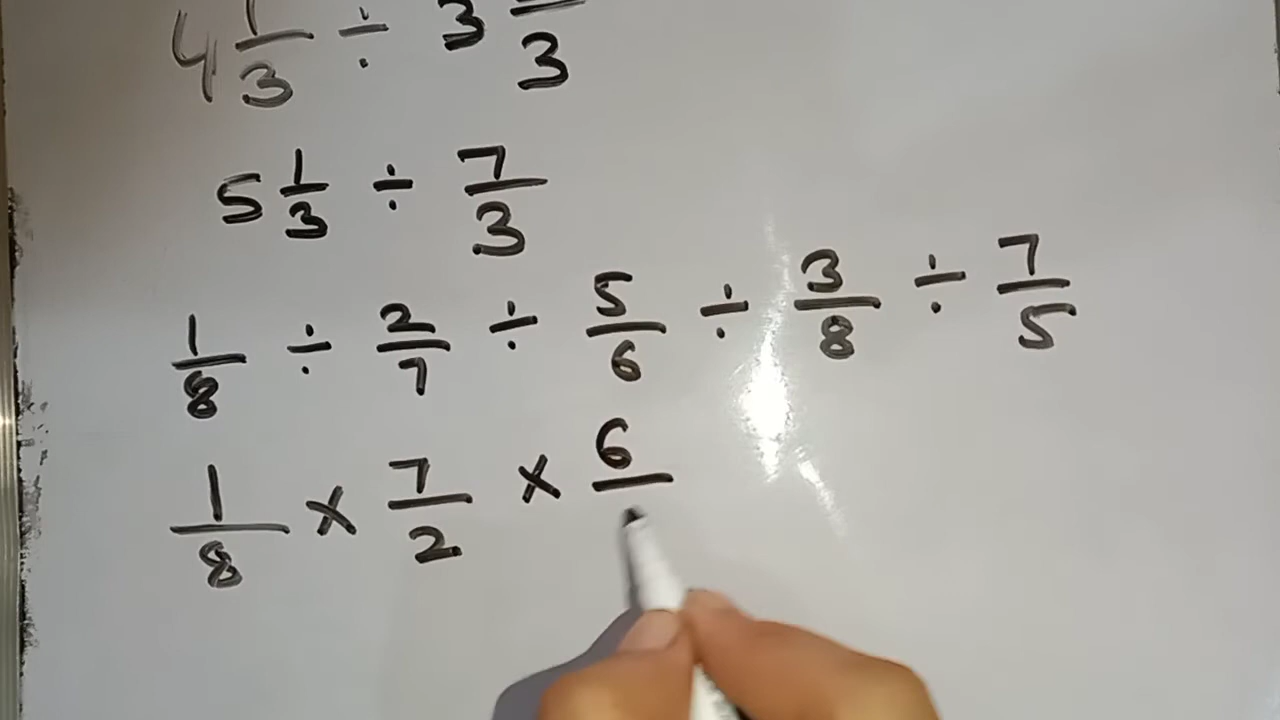 4 1/3 ÷ 3 /3
5 1/3 ÷ 7/3
1/8 ÷ 2/7 ÷ 5/6 ÷ 3/8 ÷ 7/5
1/8 × 7/2 × 6/